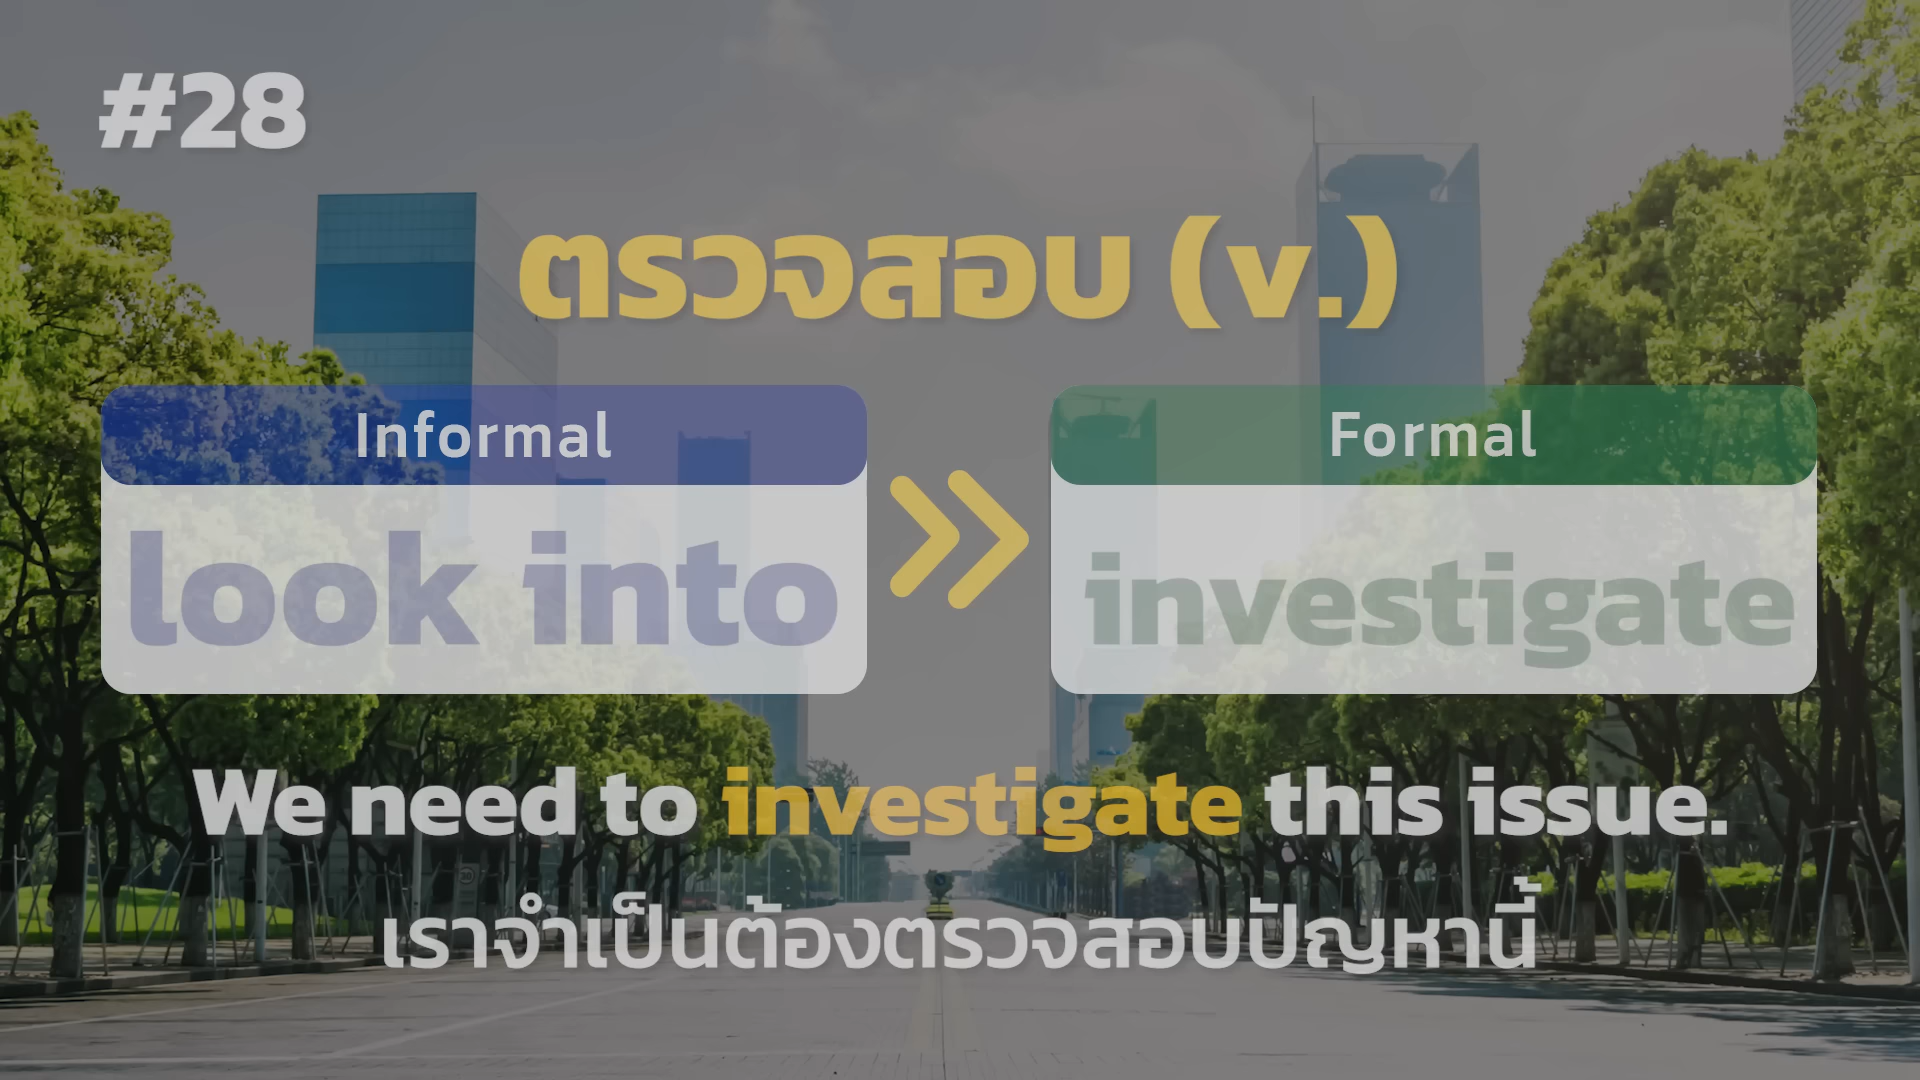 #28
ตรวจสอบ (v.)
Informal
look into
Formal
investigate
We need to investigate this issue.
เราจำเป็นต้องตรวจสอบปัญหานี้